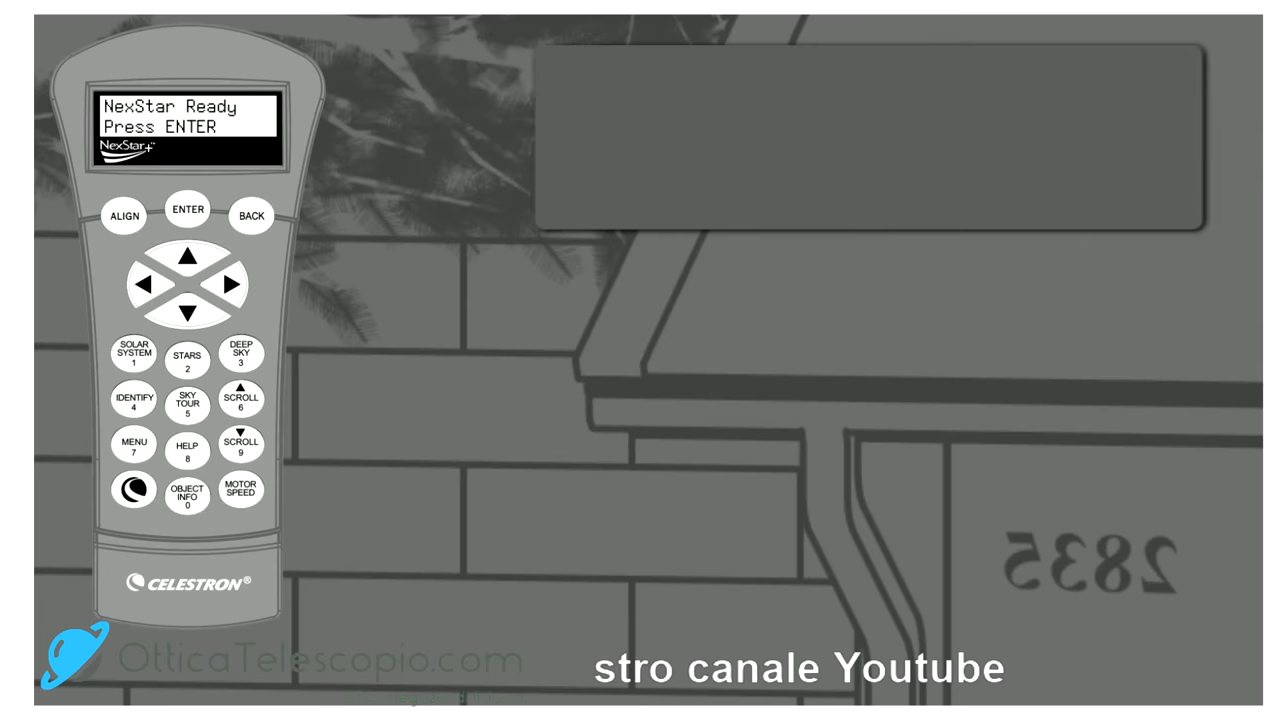 NexStar Ready
Press ENTER
NexStar+
ALIGN
ENTER
BACK
SOLAR
SYSTEM
1
STARS
2
DEEP
SKY
3
IDENTIFY
4
SKY
TOUR
5
SCROLL
6
MENU
7
HELP
8
SCROLL
9
OBJECT
INFO
0
MOTOR
SPEED
CELESTRON®
2835
OtticaTelescopio.com
stro canale Youtube